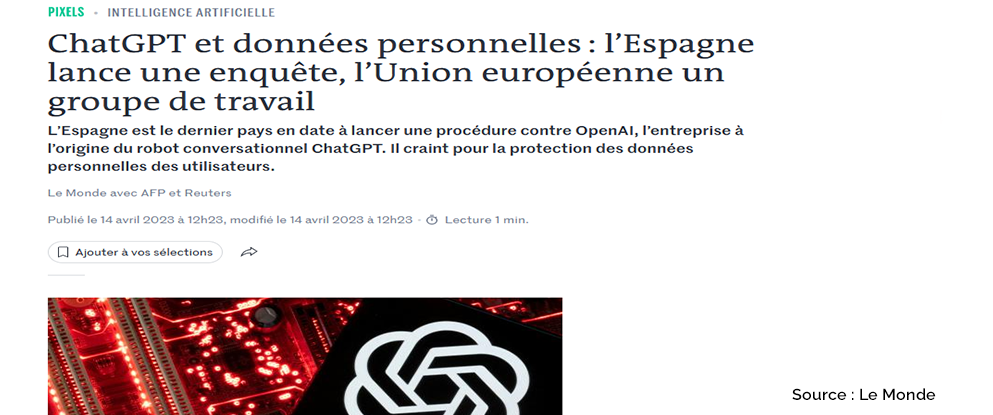 PIXELS • INTELLIGENCE ARTIFICIELLE
ChatGPT et données personnelles : l’Espagne
lance une enquête, l’Union européenne un
groupe de travail
L’Espagne est le dernier pays en date à lancer une procédure contre OpenAI, l’entreprise à
l’origine du robot conversationnel ChatGPT. Il craint pour la protection des données
personnelles des utilisateurs.
Le Monde avec AFP et Reuters
Publié le 14 avril 2023 à 12h23, modifié le 14 avril 2023 à 12h23 • Lecture 1 min.
Ajouter à vos sélections
Source : Le Monde